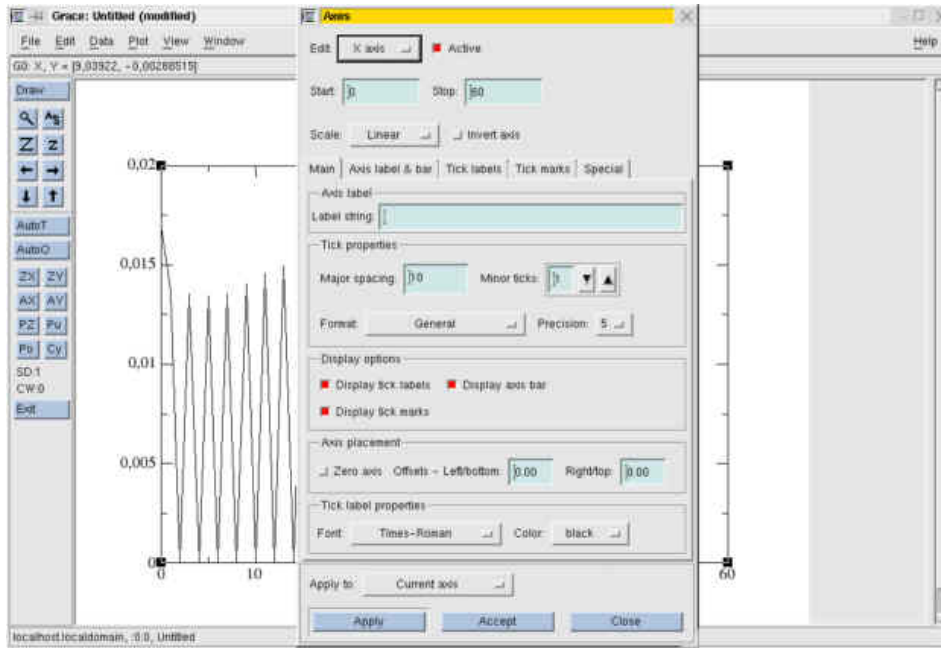 Grace: Untitled (modified)
File Edit Data Plot View Window Help
G0: X, Y = [9,03922, -0,00288515]
Draw
Z z
AutoT
AutoO
ZX ZY
AX AY
PZ Pu
Po Cy
SD:1
CW:0
Exit
0,02
0,015
0,01
0,005
0
0 10 60
localhost.localdomain, :0.0, Untitled
Axes
Edit: X axis Active
Start: 0 Stop: 60
Scale: Linear Invert axis
Main Axis label & bar Tick labels Tick marks Special
Axis label
Label string:
Tick properties
Major spacing: 10 Minor ticks: 1
Format: General Precision: 5
Display options
Display tick labels Display axis bar
Display tick marks
Axis placement
Zero axis Offsets - Left/bottom: 0.00 Right/top: 0.00
Tick label properties
Font: Times-Roman Color: black
Apply to: Current axis
Apply Accept Close